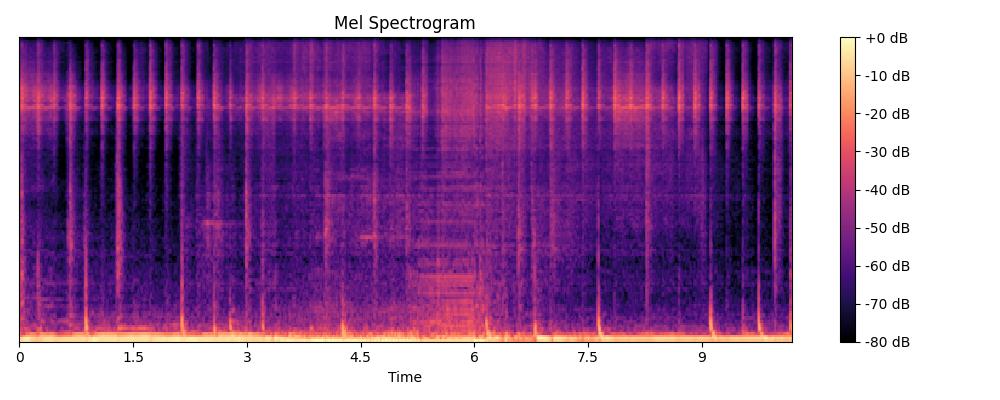 Mel Spectrogram
+0 dB
-10 dB
-20 dB
-30 dB
-40 dB
-50 dB
-60 dB
-70 dB
-80 dB
0 1.5 3 4.5 6 7.5 9
Time